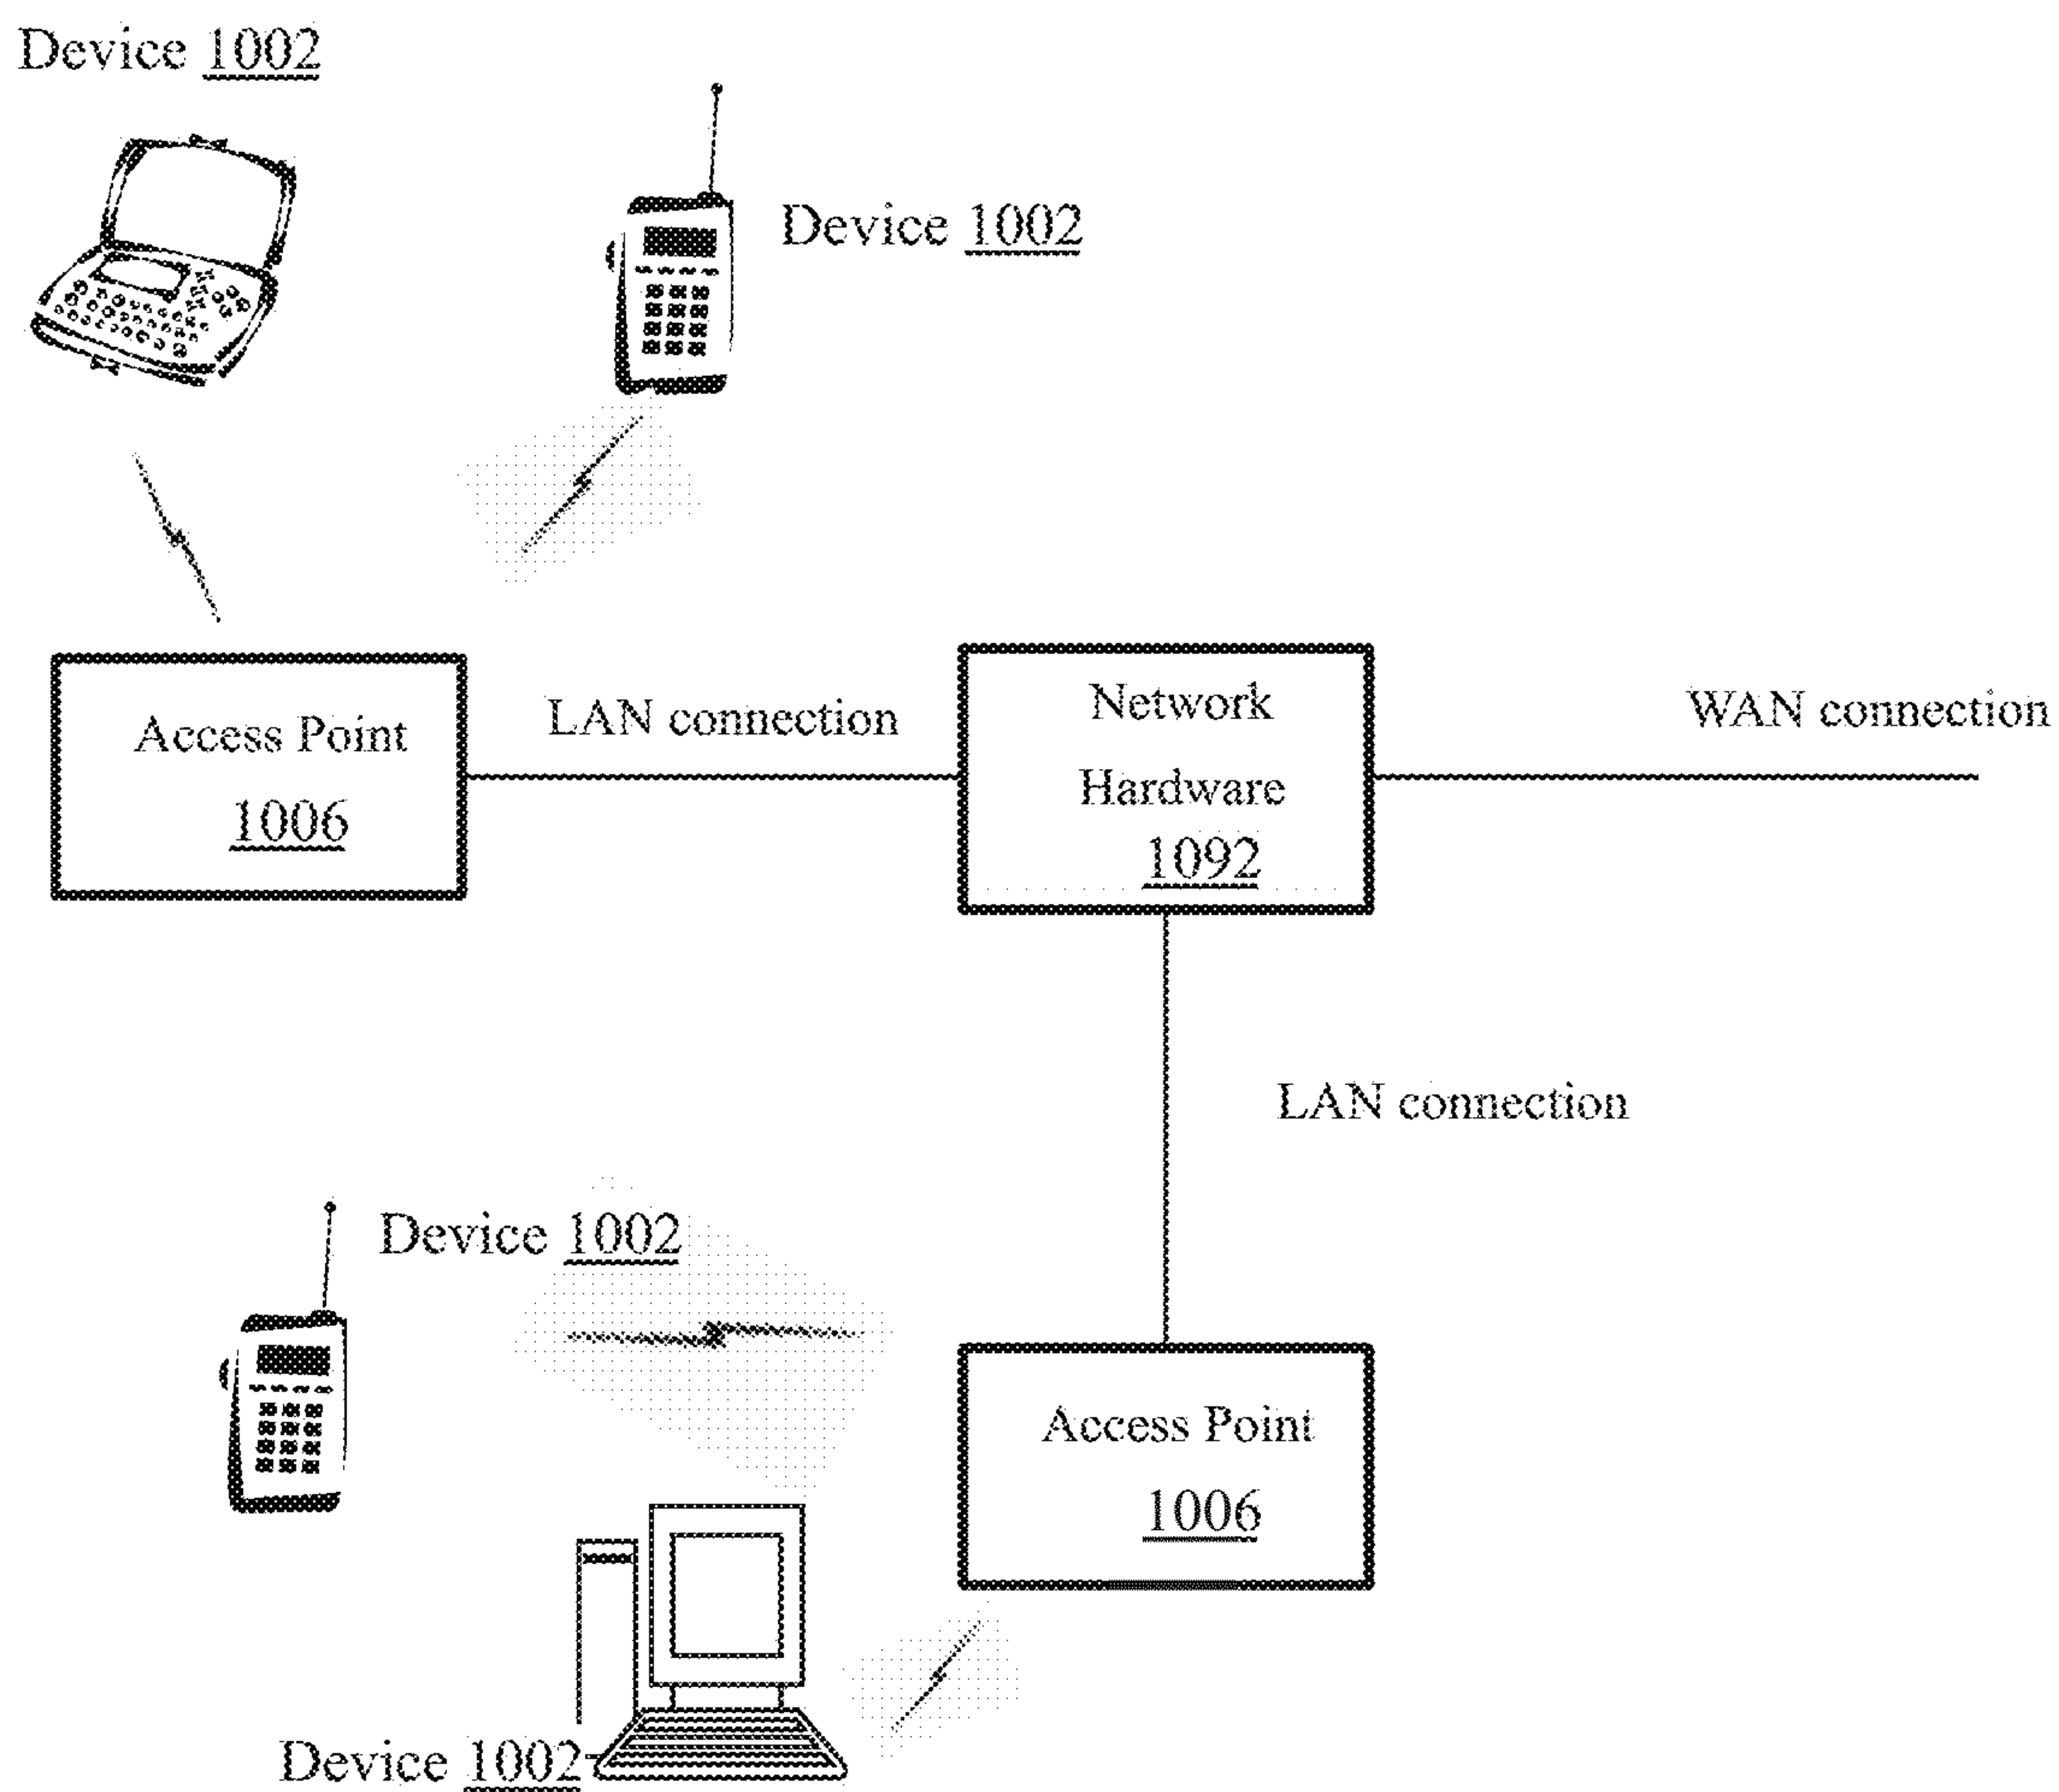 Device 1002
Device 1002
Access Point
1006
LAN connection
Network
Hardware
1092
WAN connection
LAN connection
Device 1002
Access Point
1006
Device 1002